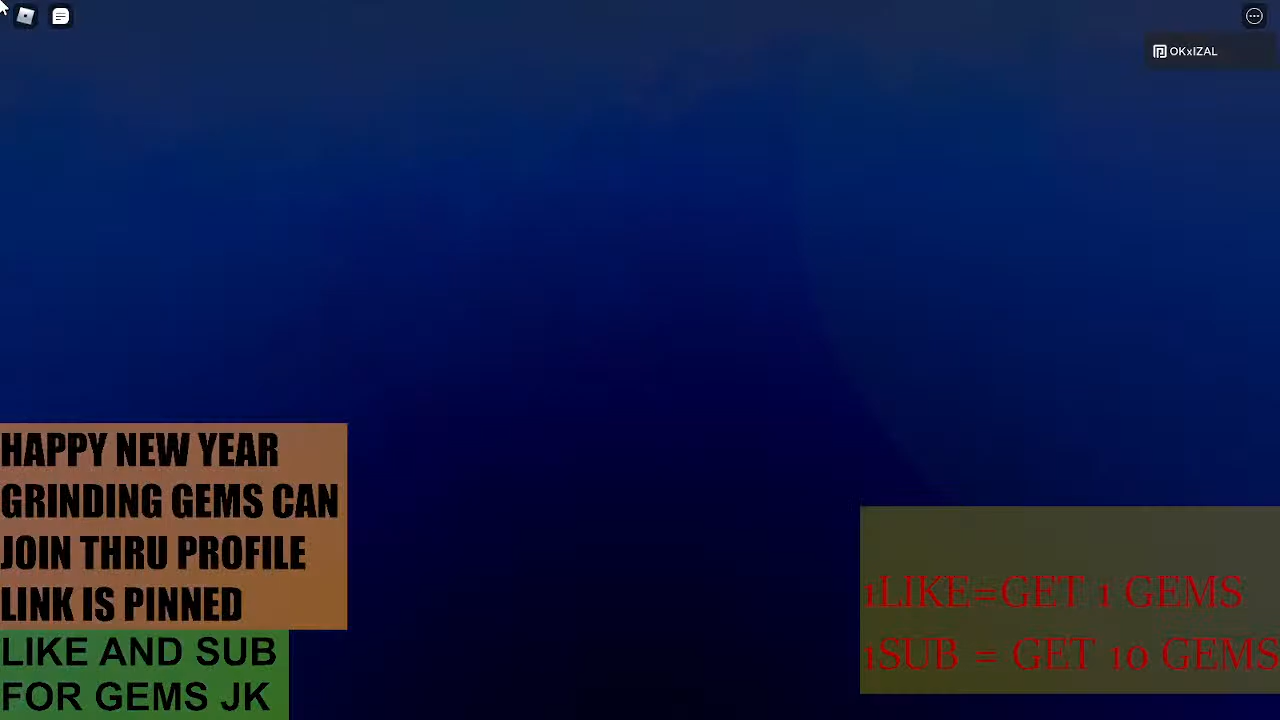 OKxIZAL
HAPPY NEW YEAR
GRINDING GEMS CAN
JOIN THRU PROFILE
LINK IS PINNED
LIKE AND SUB
FOR GEMS JK
1LIKE=GET 1 GEMS
1SUB = GET 10 GEMS